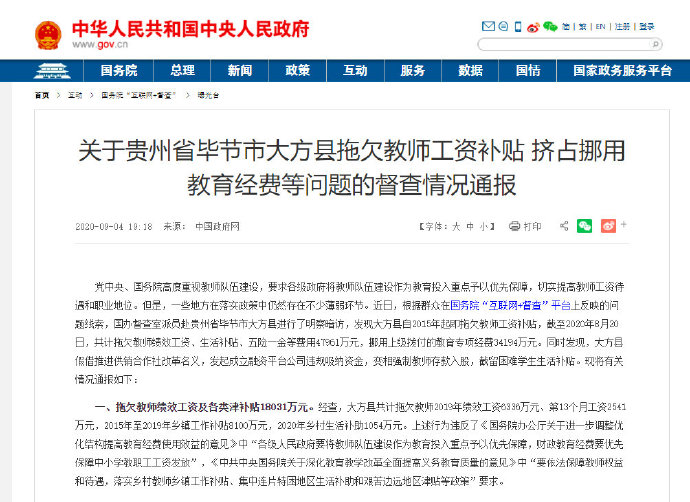 中华人民共和国中央人民政府
www.gov.cn
简 | 繁 | EN | 注册 | 登录
国务院 总理 新闻 政策 互动 服务 数据 国情 国家政务服务平台
首页 > 互动 > 国务院“互联网+督查” > 曝光台
关于贵州省毕节市大方县拖欠教师工资补贴 挤占挪用
教育经费等问题的督查情况通报
2020-09-04 19:18 来源: 中国政府网 【字体: 大 中 小】 打印
党中央、国务院高度重视教师队伍建设，要求各级政府将教师队伍建设作为教育投入重点予以优先保障，切实提高教师工资待
遇和职业地位。但是，一些地方在落实政策中仍然存在不少薄弱环节。近日，根据群众在国务院“互联网+督查”平台上反映的问
题线索，国办督查室派员赴贵州省毕节市大方县进行了明察暗访，发现大方县自2015年起即拖欠教师工资补贴，截至2020年8月20
日，共计拖欠教师绩效工资、生活补贴、五险一金等费用47961万元，挪用上级拨付的教育专项经费34194万元。同时发现，大方县
假借推进供销合作社改革名义，发起成立融资平台公司违规吸纳资金，变相强制教师存款入股，截留困难学生生活补贴。现将有关
情况通报如下：
一、拖欠教师绩效工资及各类津补贴18031万元。经查，大方县共计拖欠教师2019年绩效工资6336万元、第13个月工资2541
万元，2015年至2019年乡镇工作补贴8100万元，2020年乡村生活补助1054万元。上述行为违反了《国务院办公厅关于进一步调整优
化结构提高教育经费使用效益的意见》中“各级人民政府要将教师队伍建设作为教育投入重点予以优先保障，财政教育经费要优先
保障中小学教职工工资发放”，《中共中央国务院关于深化教育教学改革全面提高义务教育质量的意见》中“要依法保障教师权益
和待遇，落实乡村教师乡镇工作补贴、集中连片特困地区生活补助和艰苦边远地区津贴等政策”要求。